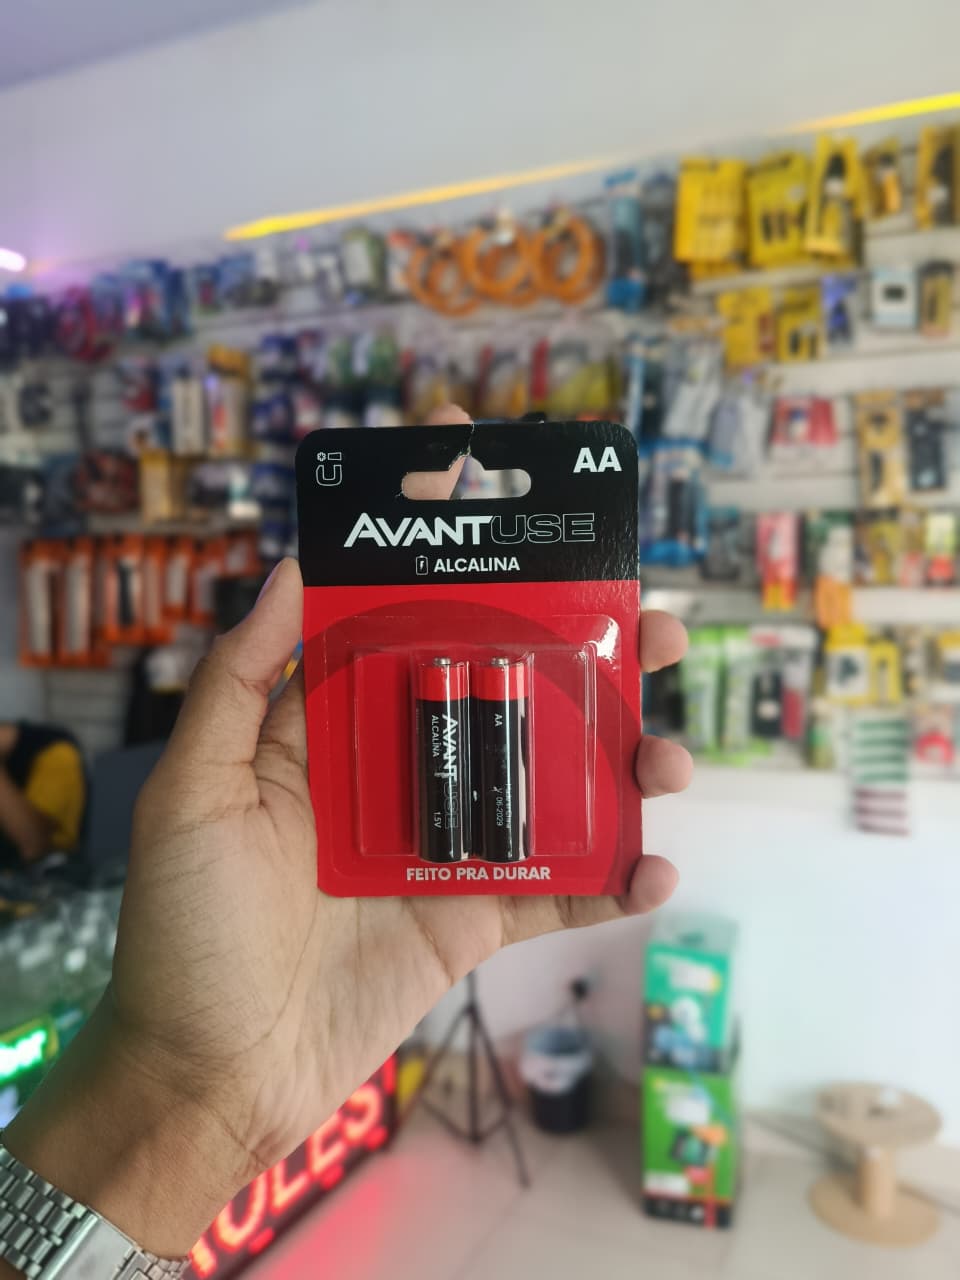 AA
AVANTUSE
ALCALINA
AVANTUSE
ALCALINA
1.5V
AA
06-2029
FEITO PRA DURAR